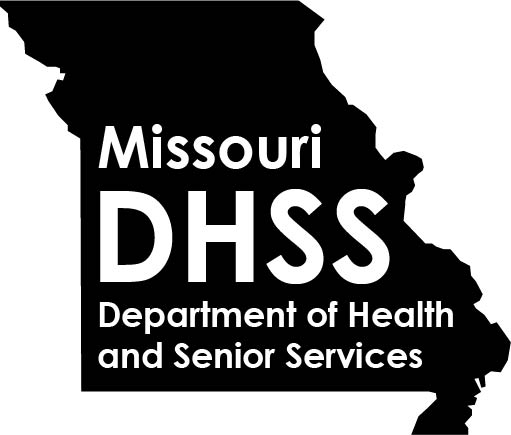 Missouri
DHSS
Department of Health
and Senior Services